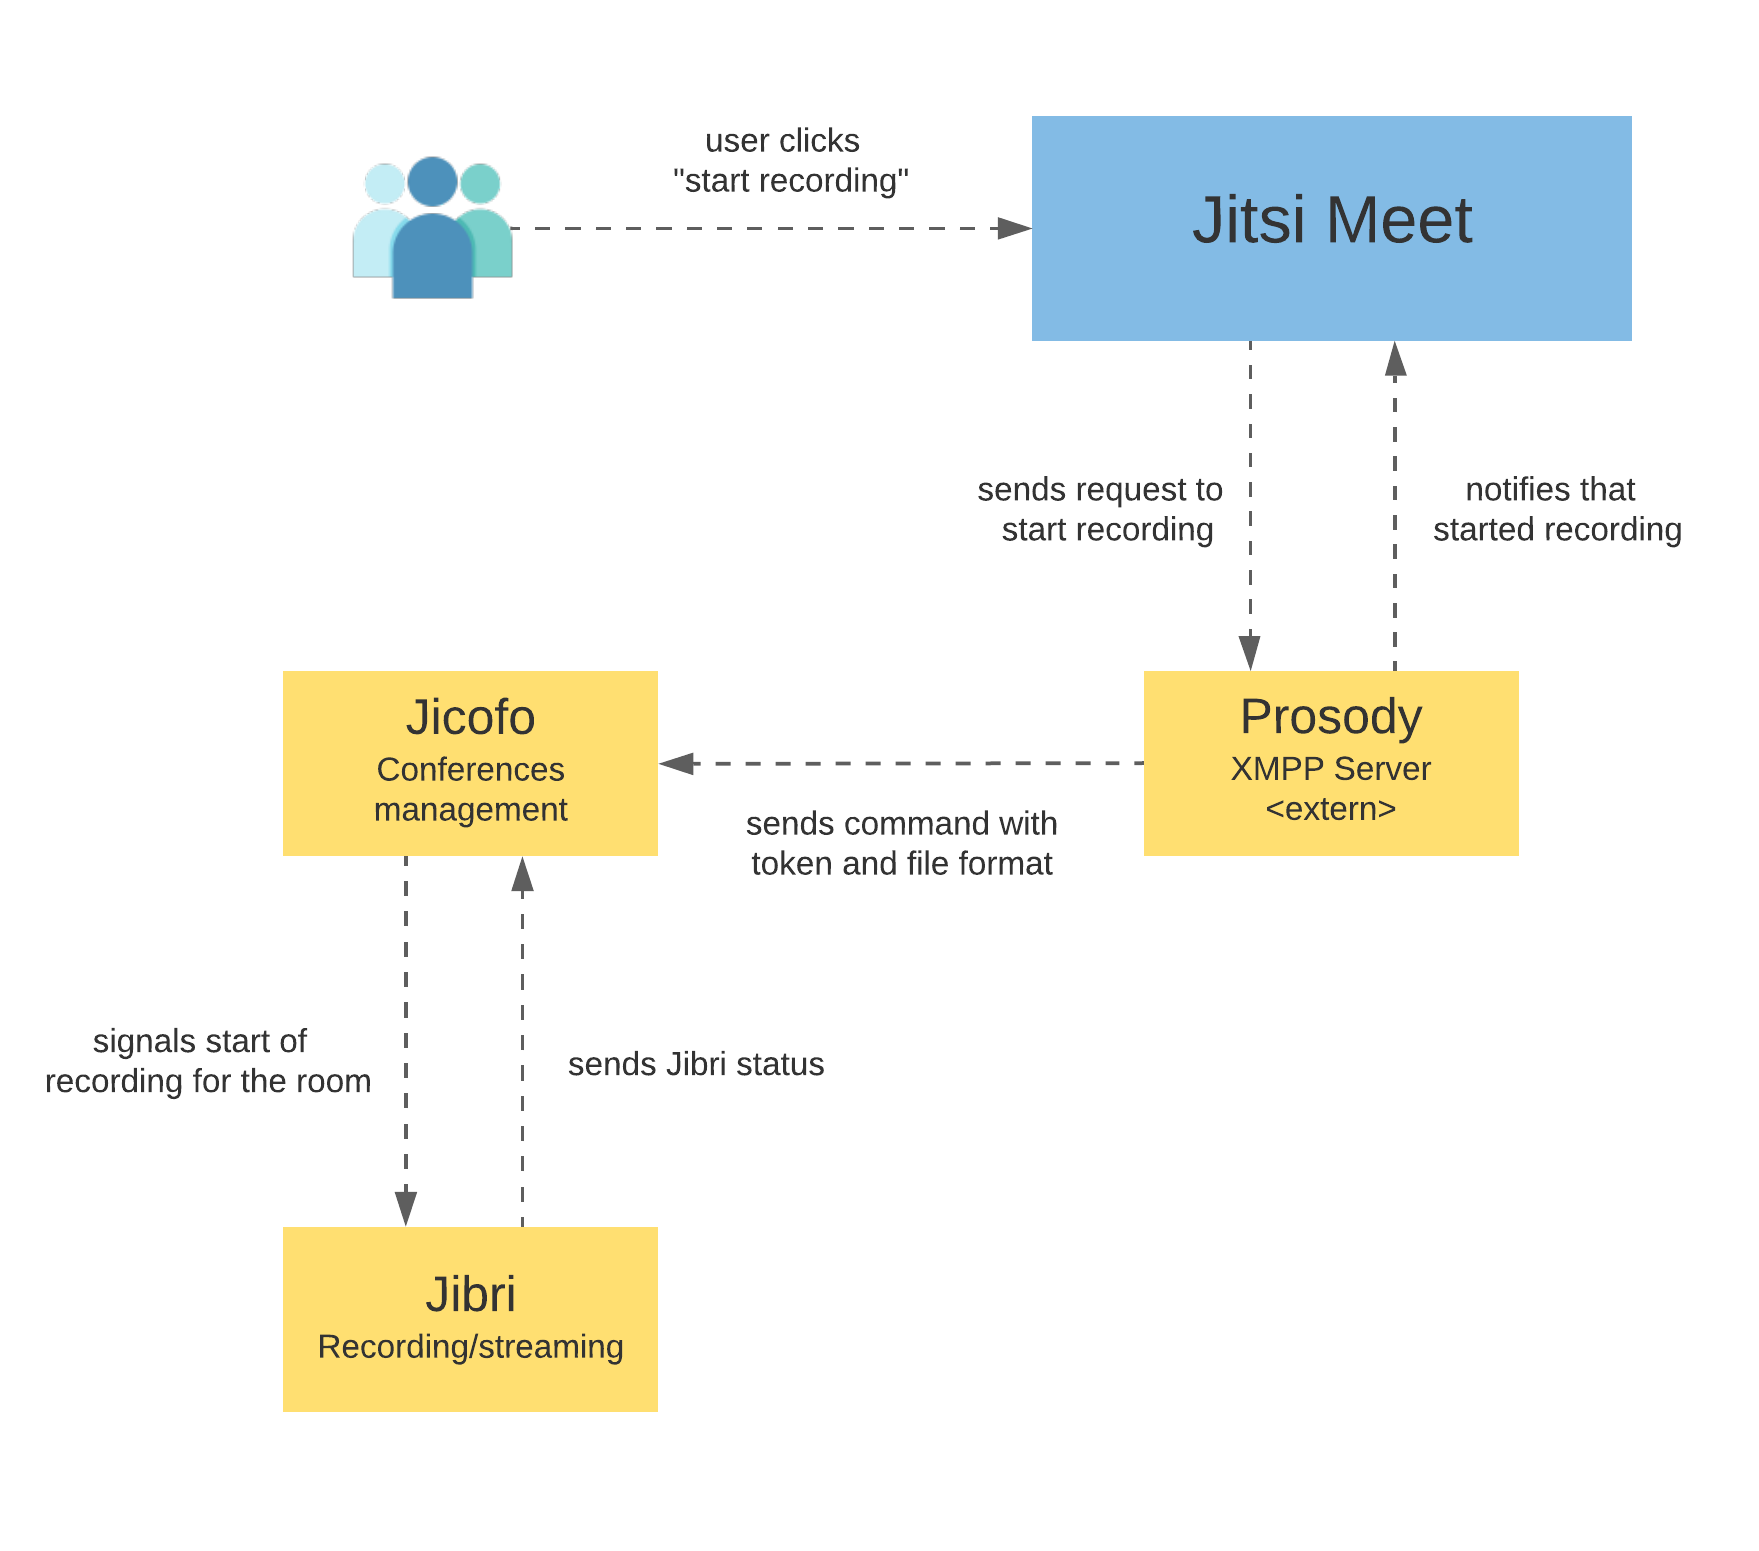 user clicks
"start recording"
Jitsi Meet
sends request to
start recording
notifies that
started recording
Jicofo
Conferences
management
Prosody
XMPP Server
<extern>
sends command with
token and file format
signals start of
recording for the room
sends Jibri status
Jibri
Recording/streaming